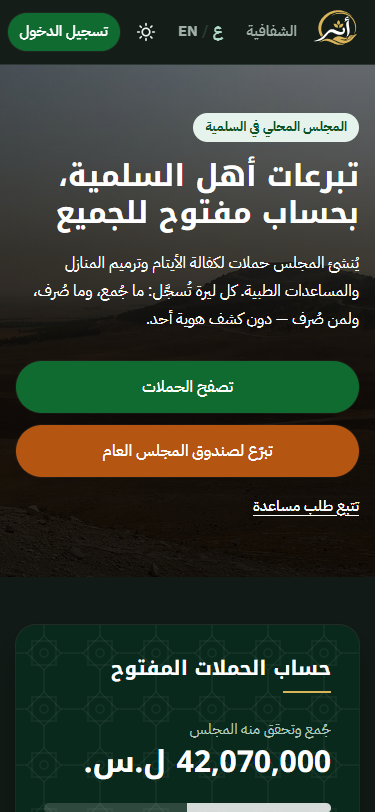 أثر
الشفافية
ع / EN
تسجيل الدخول
المجلس المحلي في السلمية
تبرعات أهل السلمية،
بحساب مفتوح للجميع
يُنشئ المجلس حملات لكفالة الأيتام وترميم المنازل
والمساعدات الطبية. كل ليرة تُسجَّل: ما جُمع، وما صُرف،
ولمن صُرف — دون كشف هوية أحد.
تصفح الحملات
تبرّع لصندوق المجلس العام
تتبع طلب مساعدة
حساب الحملات المفتوح
جُمع وتحقق منه المجلس
42,070,000 ل.س.